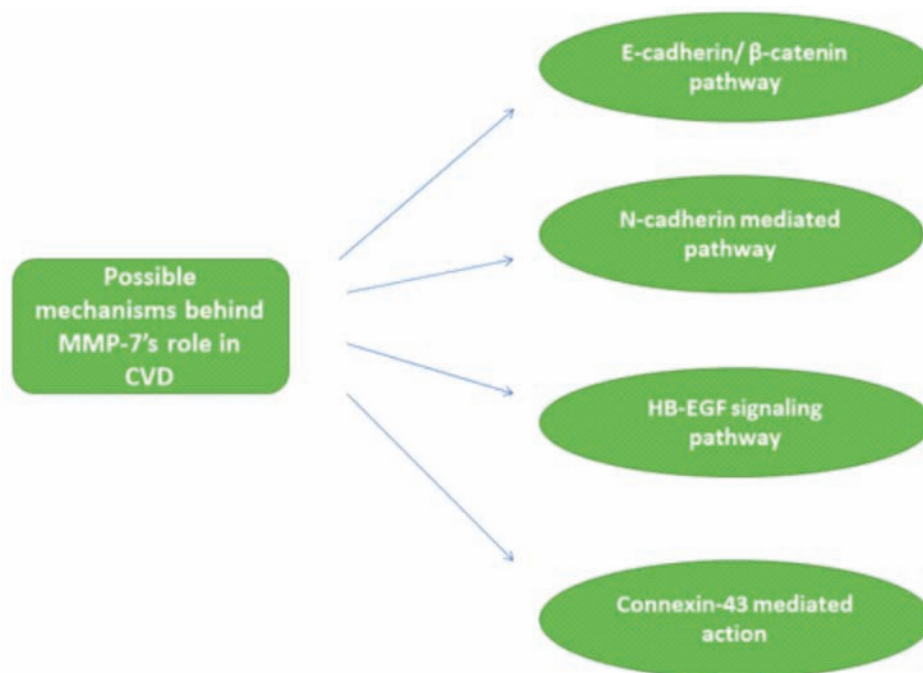 Possible
mechanisms behind
MMP-7's role in
CVD
E-cadherin/ β-catenin
pathway
N-cadherin mediated
pathway
HB-EGF signaling
pathway
Connexin-43 mediated
action